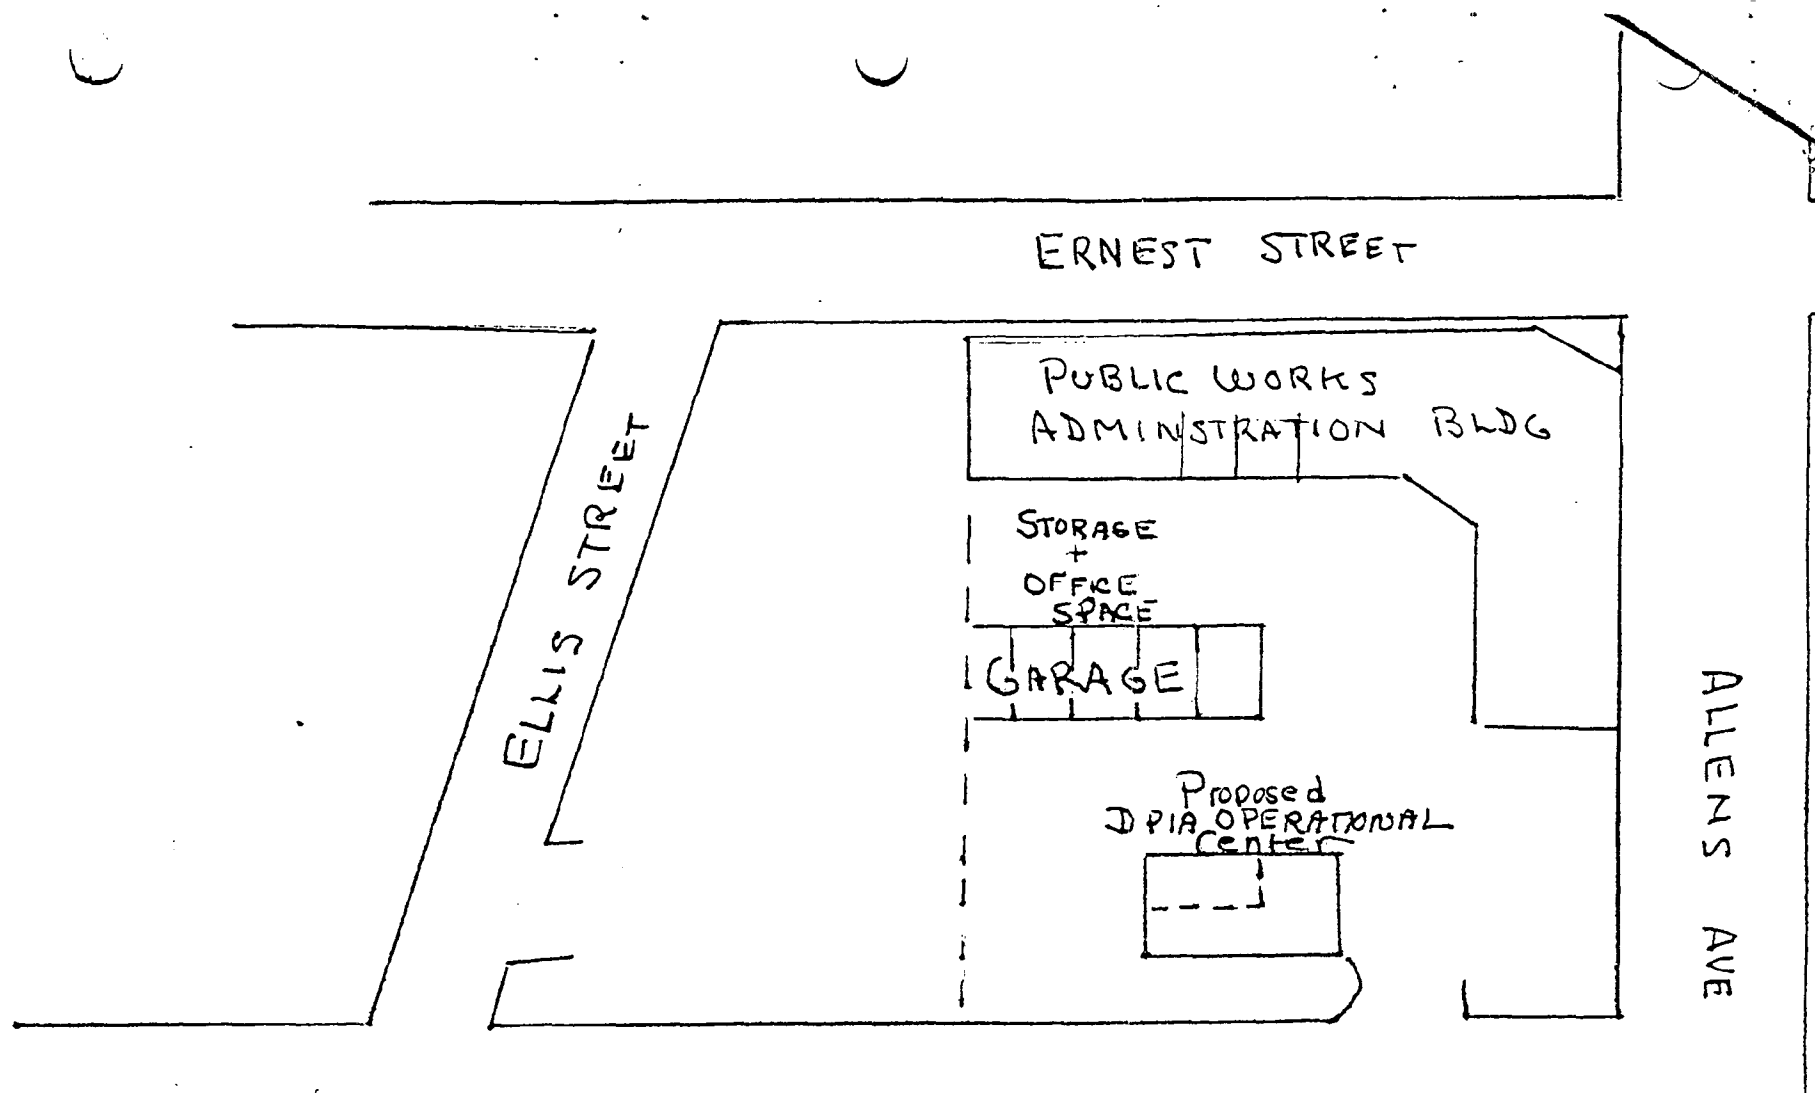 ERNEST STREET
PUBLIC WORKS
ADMINISTRATION BLDG
ELLIS STREET
STORAGE
+
OFFICE
SPACE
GARAGE
ALLENS AVE
Proposed
DPIA OPERATIONAL
Center